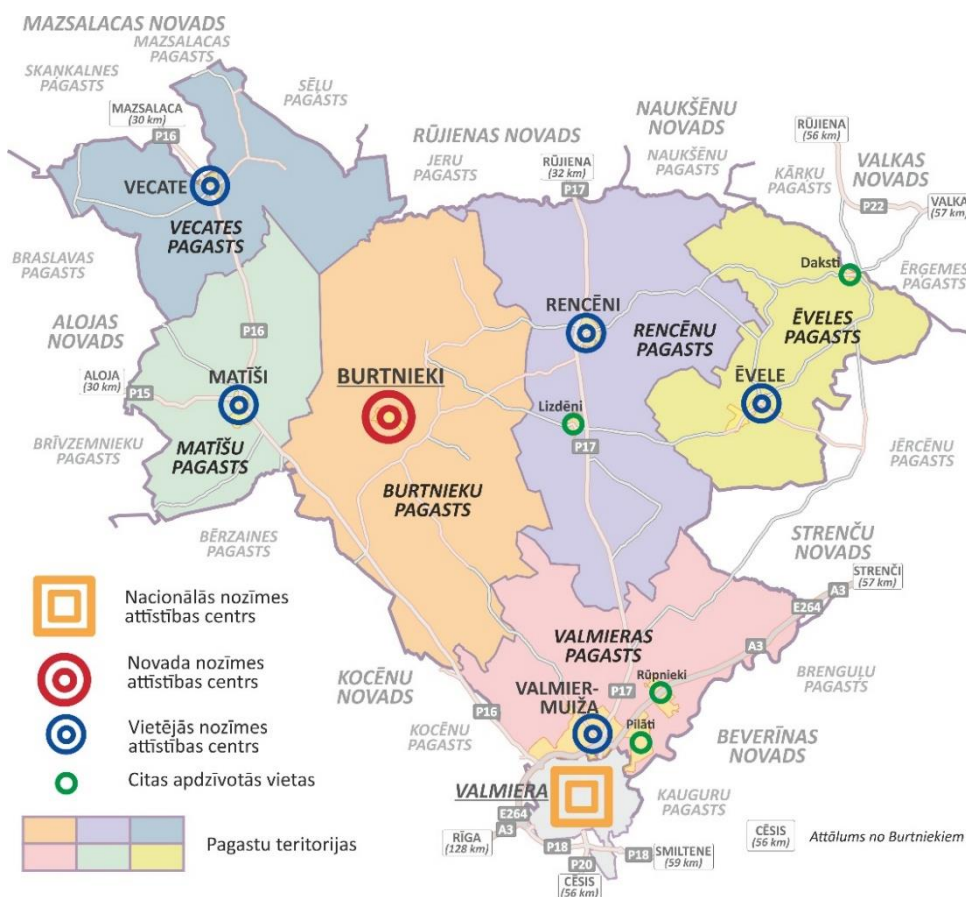 MAZSALACAS NOVADS
MAZSALACAS
PAGASTS
SKAŅKALNES
PAGASTS
SĒĻU
PAGASTS
MAZSALACA
(30 km)
P16
VECATE
VECATES
PAGASTS
RŪJIENAS NOVADS
JERU
PAGASTS
RŪJIENA
(32 km)
P17
NAUKŠĒNU
NOVADS
NAUKŠĒNU
PAGASTS
RŪJIENA
(56 km)
VALKAS
NOVADS
KĀRĶU
PAGASTS
P22
VALKA
(57 km)
BRASLAVAS
PAGASTS
Daksti
ĒRĢEMES
PAGASTS
ALOJAS
NOVADS
P16
RENCĒNI
RENCĒNU
PAGASTS
ĒVELES
PAGASTS
ALOJA
(30 km)
P15
MATĪŠI
BURTNIEKI
ĒVELE
Lizdēni
P17
BRĪVZEMNIEKU
PAGASTS
MATĪŠU
PAGASTS
BURTNIEKU
PAGASTS
JĒRCĒNU
PAGASTS
BĒRZAINES
PAGASTS
STRENČU
NOVADS
STRENČI
(57 km)
A3
E264
A3
VALMIERAS
PAGASTS
Rūpnieki
BRENGUĻU
PAGASTS
KOCĒNU
NOVADS
P17
VALMIER-
MUIŽA
P16
Pilāti
KOCĒNU
PAGASTS
BEVERĪNAS
NOVADS
VALMIERA
KAUGURU
PAGASTS
E264
A3
RĪGA
(128 km)
P18
P20
P18
SMILTENE
(59 km)
CĒSIS
(56 km)
Nacionālās nozīmes
attīstības centrs
Novada nozīmes
attīstības centrs
Vietējās nozīmes
attīstības centrs
Citas apdzīvotās vietas
Pagastu teritorijas
CĒSIS
(56 km)
Attālums no Burtniekiem